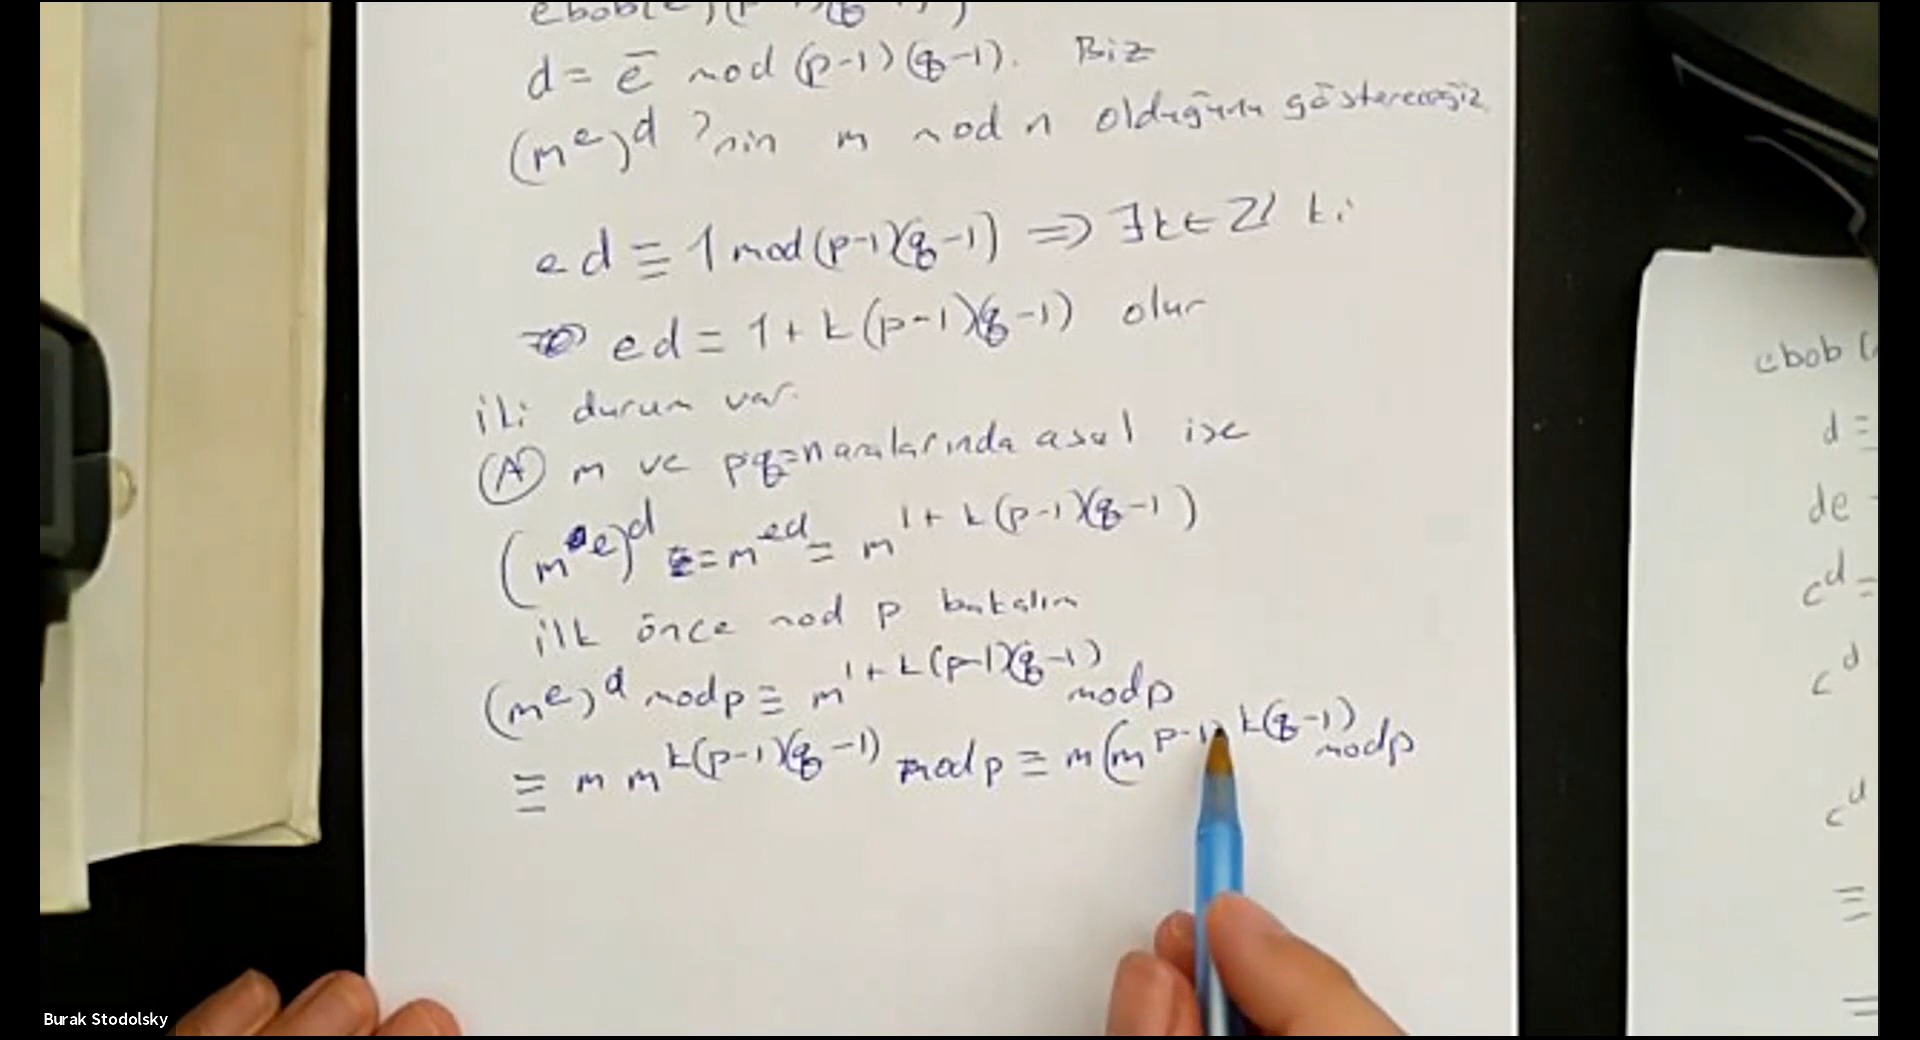 d = ē mod (p-1)(q-1). Biz
(m^e)^d 'nin m mod n olduğunu göstereceğiz
ed ≡ 1 mod (p-1)(q-1) ⇒ ∃k∈ℤ ki
ed = 1 + k(p-1)(q-1) olur
iki durum var.
(A) m ve pq=n aralarında asal ise
(m^e)^d = m^ed = m^1+k(p-1)(q-1)
ilk önce mod p bakalım
(m^e)^d mod p ≡ m^1+k(p-1)(q-1) mod p
≡ m m^k(p-1)(q-1) mod p ≡ m(m^p-1)^k(q-1) mod p
ebob(
d =
de
c^d =
c^d
c^d
≡
=
Burak Stodolsky